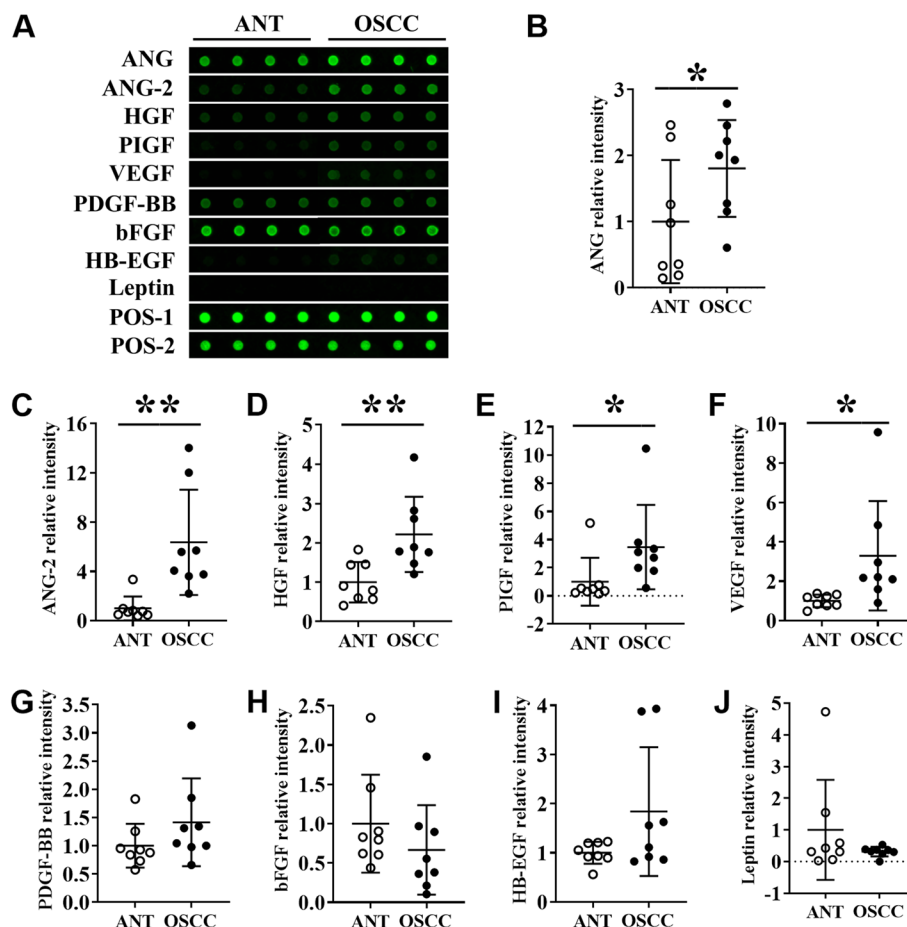 A
ANT OSCC
ANG
ANG-2
HGF
PIGF
VEGF
PDGF-BB
bFGF
HB-EGF
Leptin
POS-1
POS-2
B
*
ANG relative intensity
3
2
1
0
ANT OSCC
C
**
ANG-2 relative intensity
16
12
8
4
0
ANT OSCC
D
**
HGF relative intensity
5
4
3
2
1
0
ANT OSCC
E
*
PIGF relative intensity
12
10
8
6
4
2
0
-2
ANT OSCC
F
*
VEGF relative intensity
10
8
6
4
2
0
ANT OSCC
G
PDGF-BB relative intensity
3.5
3.0
2.5
2.0
1.5
1.0
0.5
0.0
ANT OSCC
H
bFGF relative intensity
2.5
2.0
1.5
1.0
0.5
0.0
ANT OSCC
I
HB-EGF relative intensity
4
3
2
1
0
ANT OSCC
J
Leptin relative intensity
5
4
3
2
1
0
-1
ANT OSCC